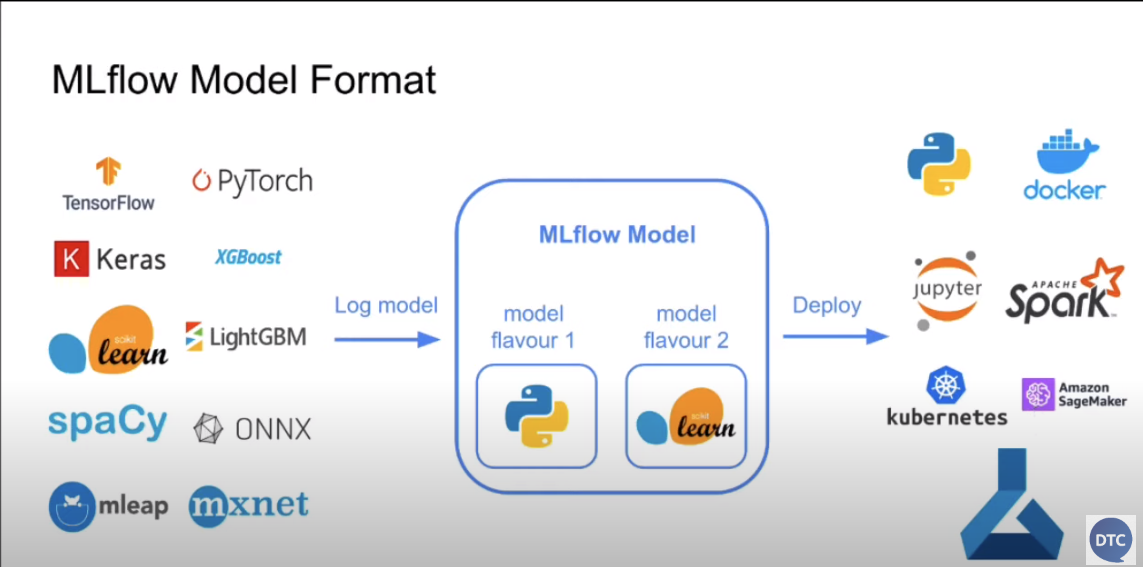 MLflow Model Format
TensorFlow
PyTorch
K Keras
XGBoost
scikit
learn
LightGBM
spaCy
ONNX
mleap
mxnet
Log model
MLflow Model
model
flavour 1
model
flavour 2
scikit
learn
Deploy
docker
jupyter
APACHE
Spark
kubernetes
Amazon
SageMaker
DTC